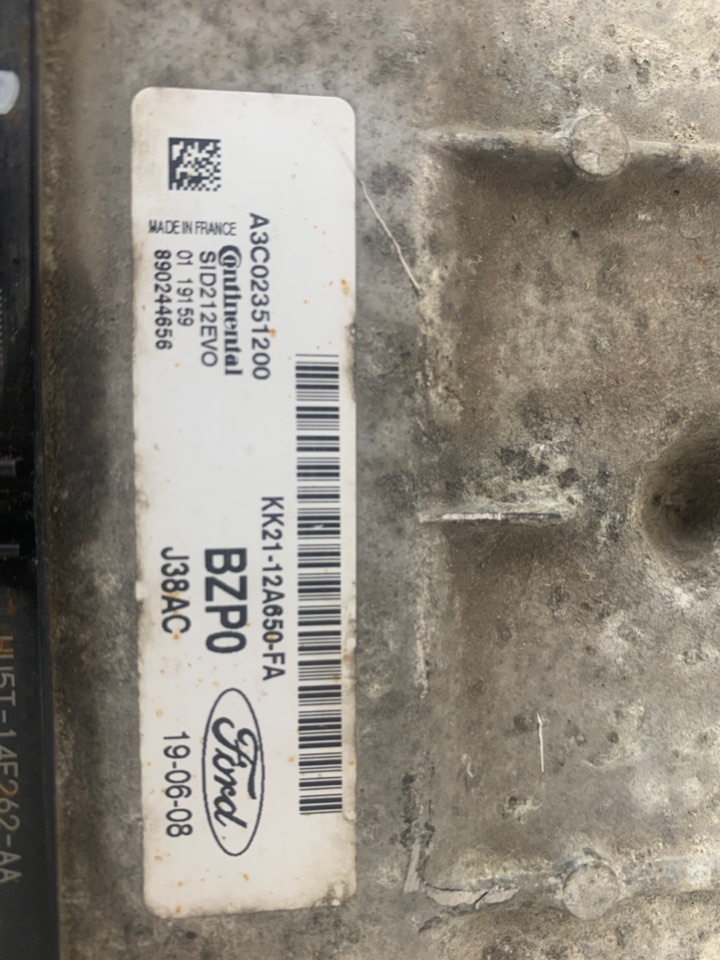 A3C02351200
Continental
MADE IN FRANCE
SID212EVO
01 19159
890244656
KK21-12A650-FA
BZP0
J38AC
Ford
19-06-08
HU5T-14F262-AA